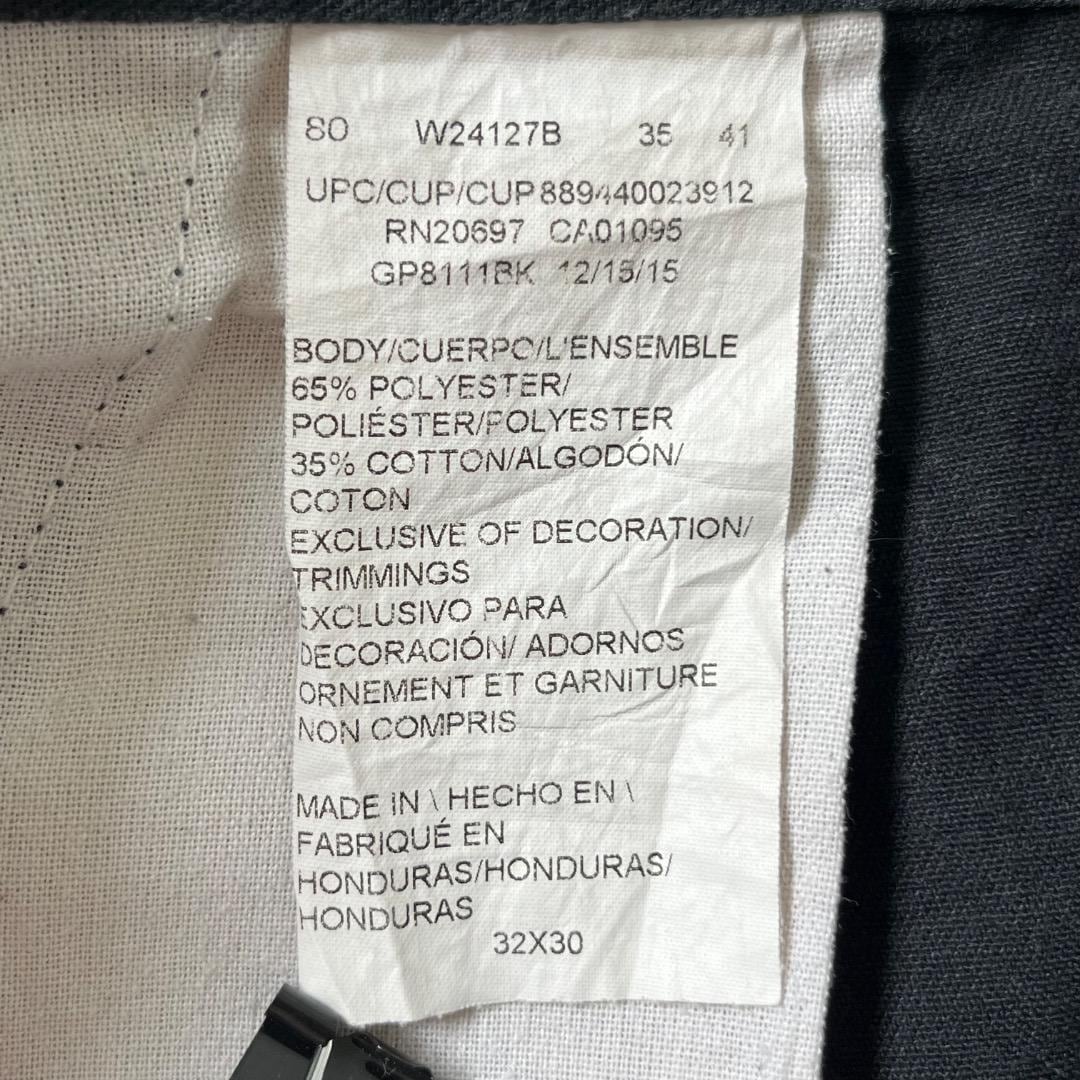 80 W24127B 35 41
UPC/CUP/CUP 889440023912
RN20697 CA01095
GP8111BK 12/15/15
BODY/CUERPO/L'ENSEMBLE
65% POLYESTER/
POLIÉSTER/POLYESTER
35% COTTON/ALGODÓN/
COTON
EXCLUSIVE OF DECORATION/
TRIMMINGS
EXCLUSIVO PARA
DECORACIÓN/ ADORNOS
ORNEMENT ET GARNITURE
NON COMPRIS
MADE IN \ HECHO EN \
FABRIQUÉ EN
HONDURAS/HONDURAS/
HONDURAS
32X30